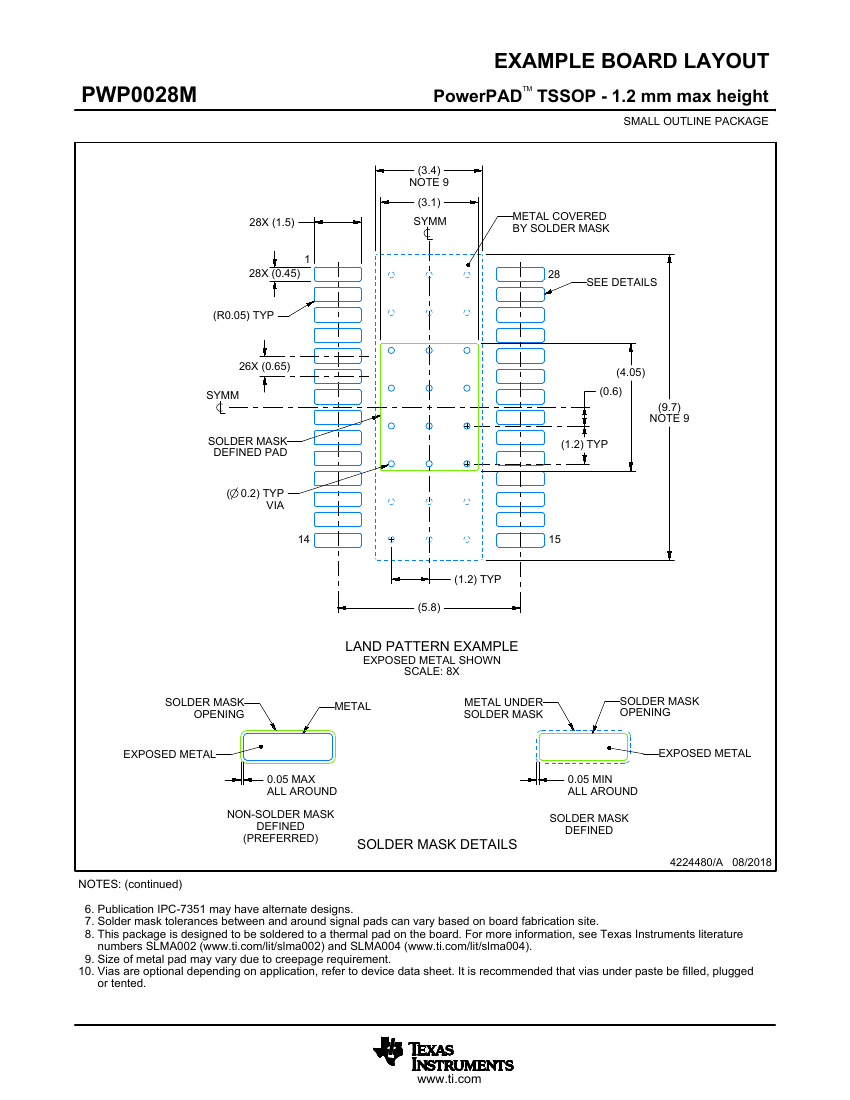 EXAMPLE BOARD LAYOUT
PWP0028M
PowerPAD™ TSSOP - 1.2 mm max height
SMALL OUTLINE PACKAGE
(3.4)
NOTE 9
(3.1)
SYMM
℄
METAL COVERED
BY SOLDER MASK
28X (1.5)
1
28X (0.45)
28
SEE DETAILS
(R0.05) TYP
26X (0.65)
(4.05)
(0.6)
SYMM
℄
(9.7)
NOTE 9
SOLDER MASK
DEFINED PAD
(1.2) TYP
(Ø 0.2) TYP
VIA
14
15
(1.2) TYP
(5.8)
LAND PATTERN EXAMPLE
EXPOSED METAL SHOWN
SCALE: 8X
SOLDER MASK
OPENING
METAL
EXPOSED METAL
0.05 MAX
ALL AROUND
NON-SOLDER MASK
DEFINED
(PREFERRED)
METAL UNDER
SOLDER MASK
SOLDER MASK
OPENING
EXPOSED METAL
0.05 MIN
ALL AROUND
SOLDER MASK
DEFINED
SOLDER MASK DETAILS
4224480/A 08/2018
NOTES: (continued)
6. Publication IPC-7351 may have alternate designs.
7. Solder mask tolerances between and around signal pads can vary based on board fabrication site.
8. This package is designed to be soldered to a thermal pad on the board. For more information, see Texas Instruments literature
numbers SLMA002 (www.ti.com/lit/slma002) and SLMA004 (www.ti.com/lit/slma004).
9. Size of metal pad may vary due to creepage requirement.
10. Vias are optional depending on application, refer to device data sheet. It is recommended that vias under paste be filled, plugged
or tented.
TEXAS
INSTRUMENTS
www.ti.com